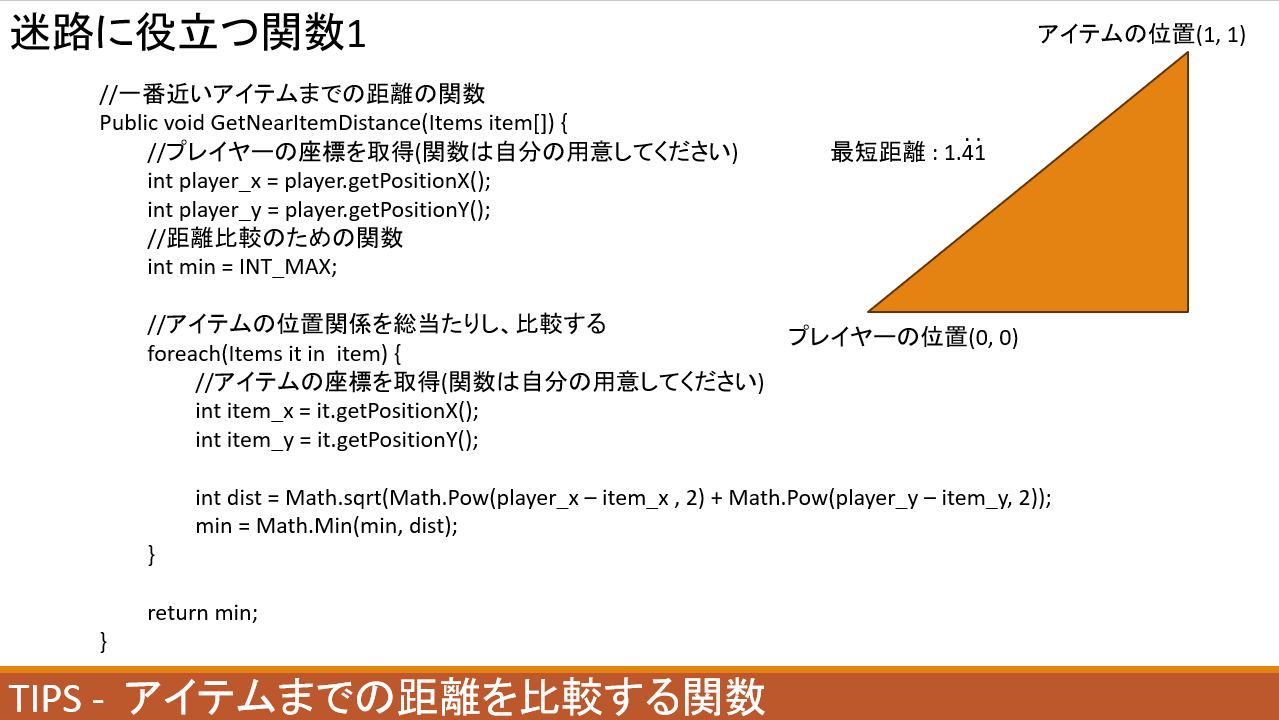 迷路に役立つ関数1
アイテムの位置(1, 1)
//一番近いアイテムまでの距離の関数
Public void GetNearItemDistance(Items item[]) {
//プレイヤーの座標を取得(関数は自分の用意してください)
最短距離 : 1.4̇1̇
int player_x = player.getPositionX();
int player_y = player.getPositionY();
//距離比較のための関数
int min = INT_MAX;
//アイテムの位置関係を総当たりし、比較する
プレイヤーの位置(0, 0)
foreach(Items it in  item) {
//アイテムの座標を取得(関数は自分の用意してください)
int item_x = it.getPositionX();
int item_y = it.getPositionY();
int dist = Math.sqrt(Math.Pow(player_x – item_x , 2) + Math.Pow(player_y – item_y, 2));
min = Math.Min(min, dist);
}
return min;
}
TIPS -  アイテムまでの距離を比較する関数